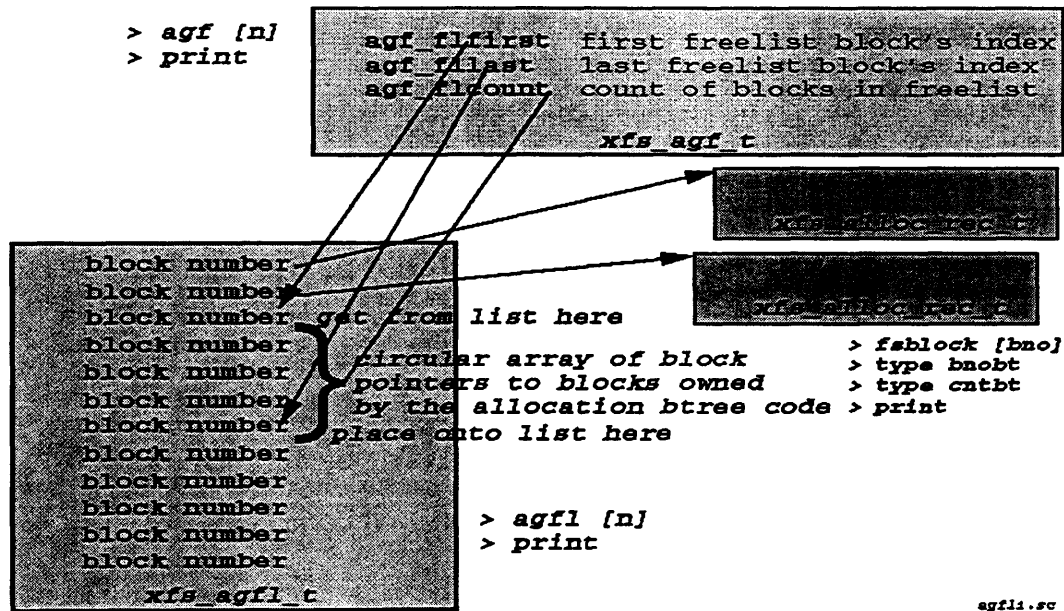 > agf [n]
> print
agf_flfirst first freelist block's index
agf_fllast last freelist block's index
agf_flcount count of blocks in freelist
xfs_agf_t
xfs_alloc_rec_t
xfs_alloc_rec_t
block number
block number
block number get from list here
block number
block number
block number
block number
circular array of block
pointers to blocks owned
by the allocation btree code
place onto list here
block number
block number
block number
block number
block number
xfs_agfl_t
> fsblock [bno]
> type bnobt
> type cntbt
> print
> agfl [n]
> print
agfl1.sc